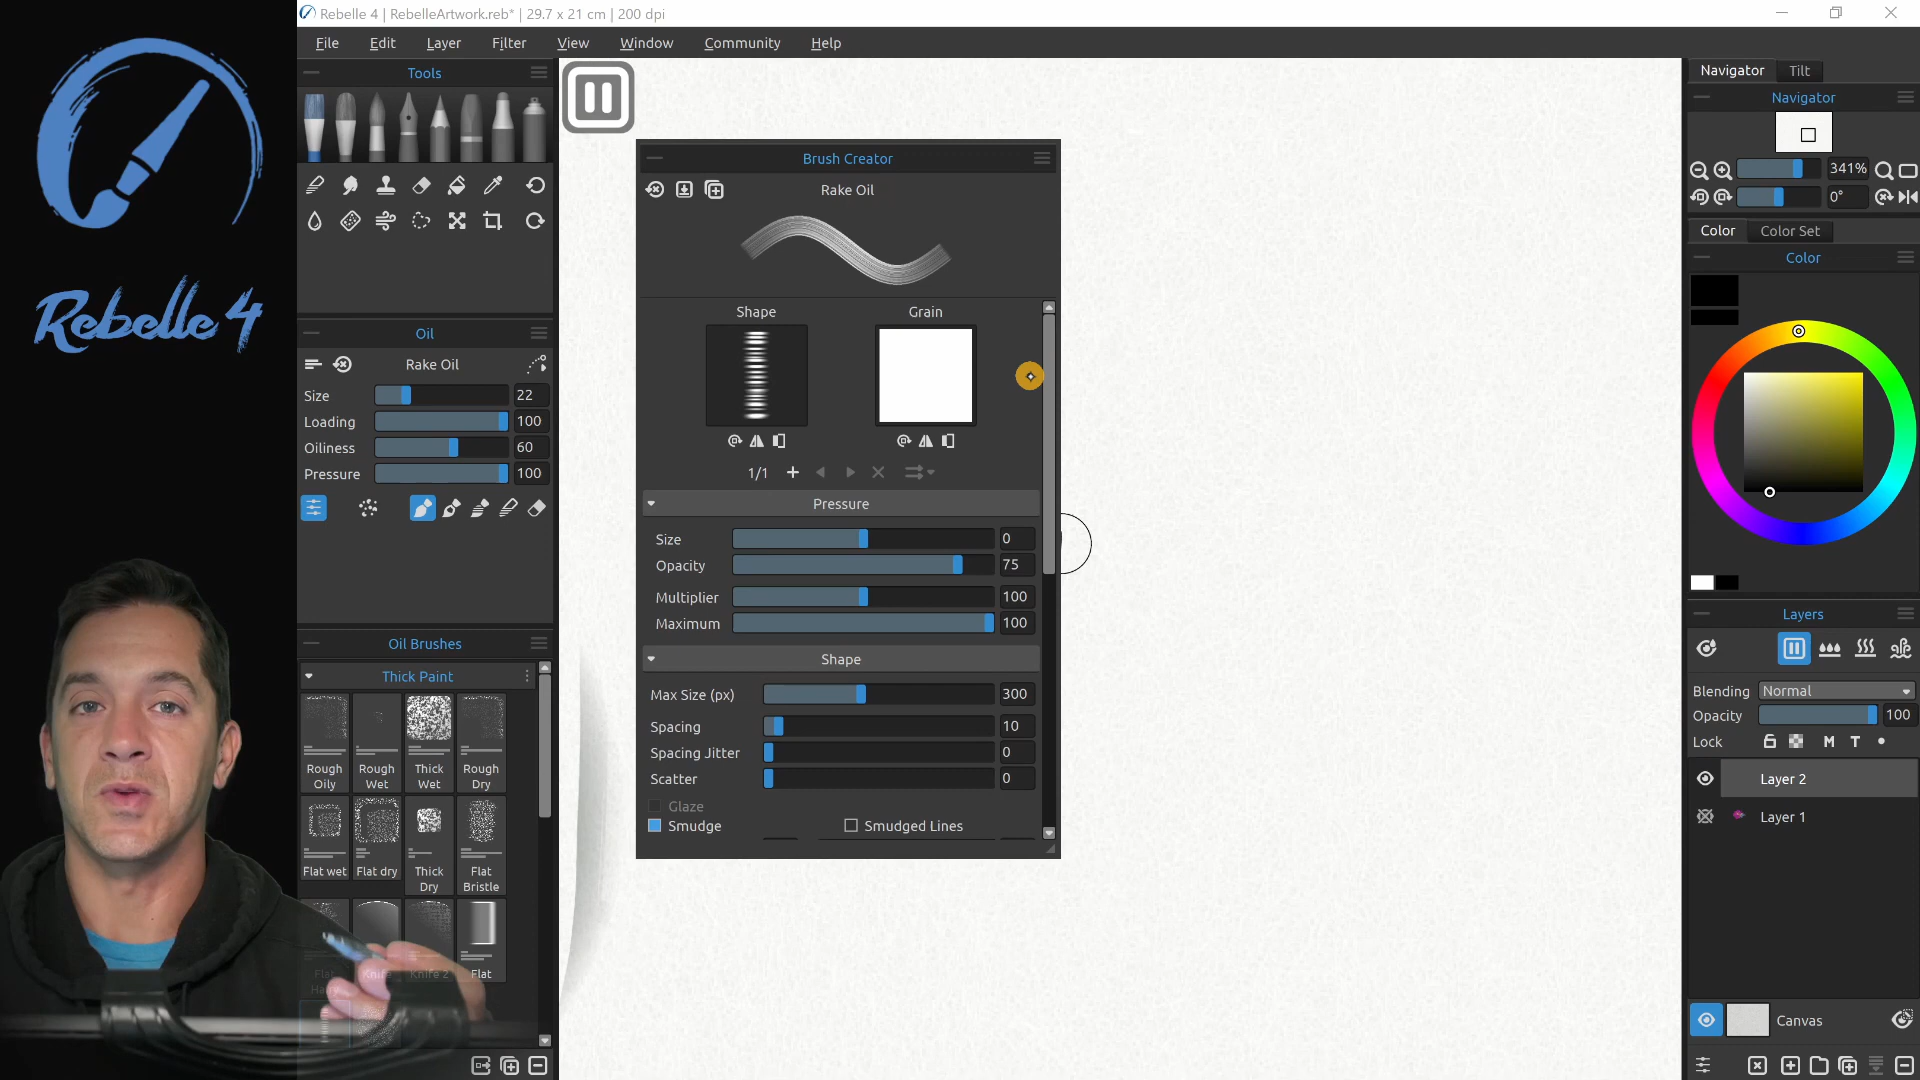 Rebelle 4 | RebelleArtwork.reb* | 29.7 x 21 cm | 200 dpi
File Edit Layer Filter View Window Community Help
Rebelle 4
Tools
Oil
Rake Oil
Size 22
Loading 100
Oiliness 60
Pressure 100
Oil Brushes
Thick Paint
Rough Oily
Rough Wet
Thick Wet
Rough Dry
Flat wet
Flat dry
Thick Dry
Flat Bristle
Flat Hairy
Knife
Knife 2
Flat
Brush Creator
Rake Oil
Shape
Grain
1/1
Pressure
Size 0
Opacity 75
Multiplier 100
Maximum 100
Shape
Max Size (px) 300
Spacing 10
Spacing Jitter 0
Scatter 0
Glaze
Smudge
Smudged Lines
Navigator Tilt
Navigator
341%
0°
Color Color Set
Color
Layers
Blending Normal
Opacity 100
Lock M T
Layer 2
Layer 1
Canvas